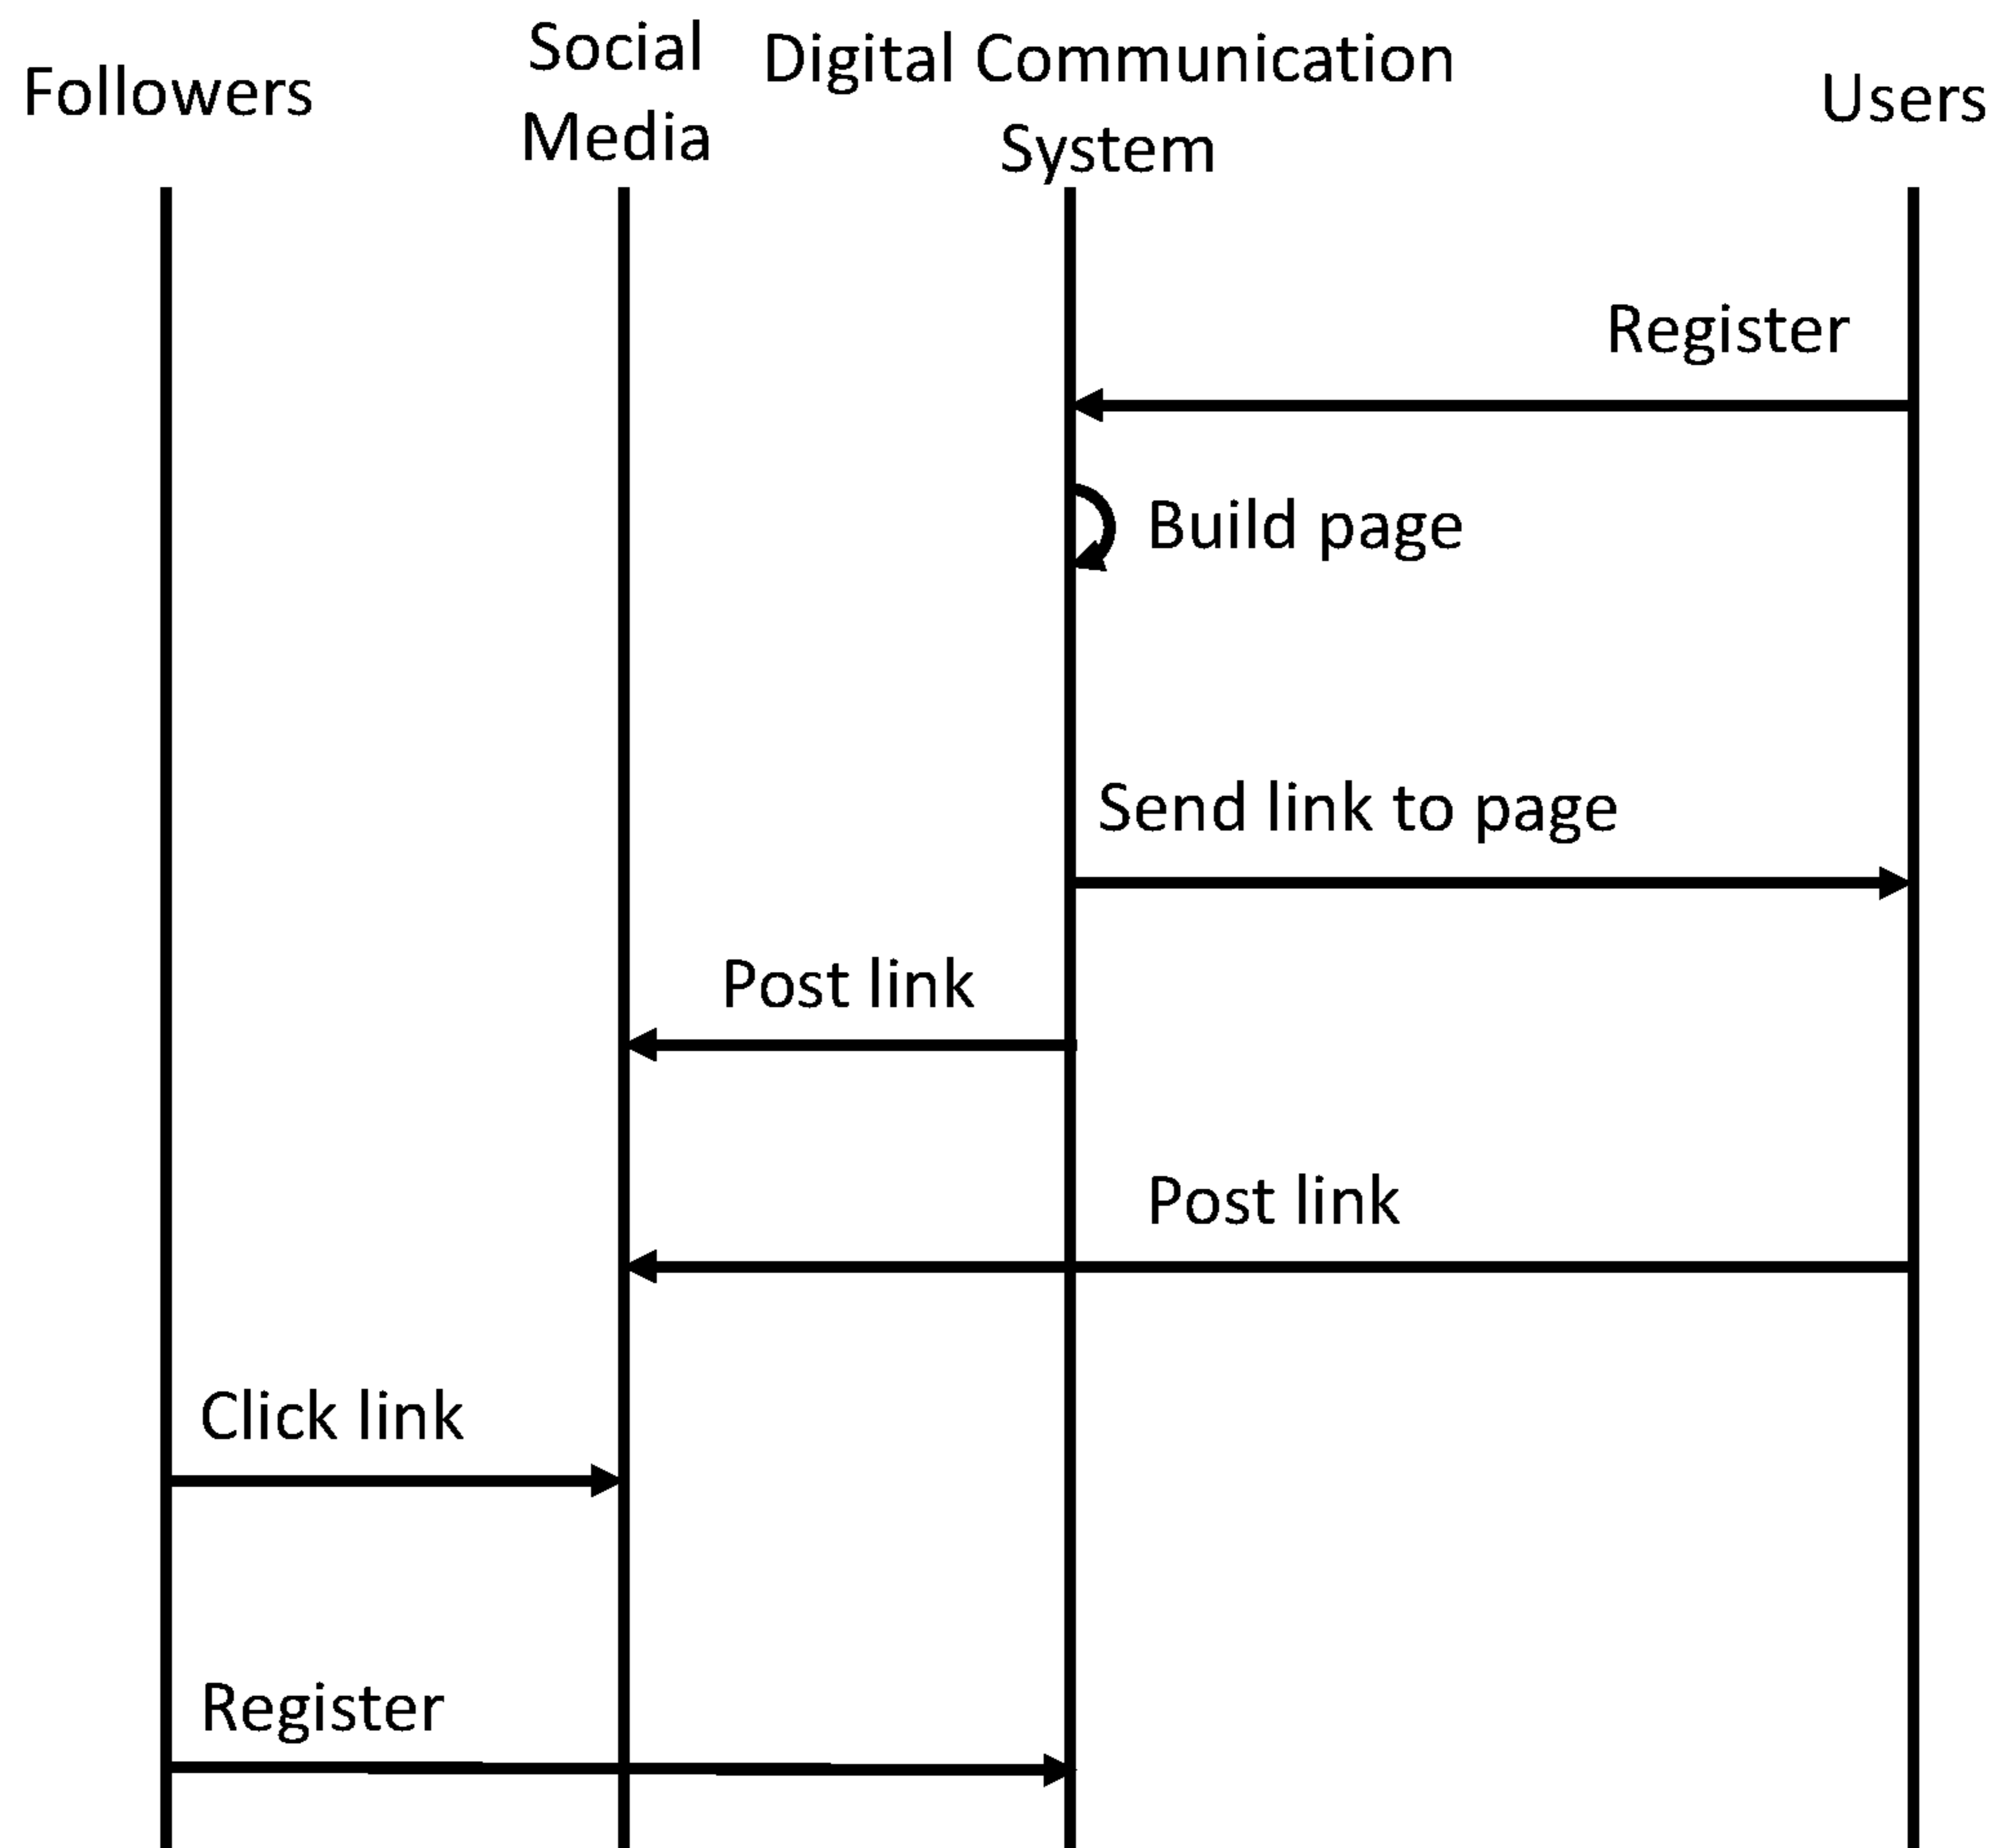 Followers
Social
Media
Digital Communication
System
Users
Register
Build page
Send link to page
Post link
Post link
Click link
Register